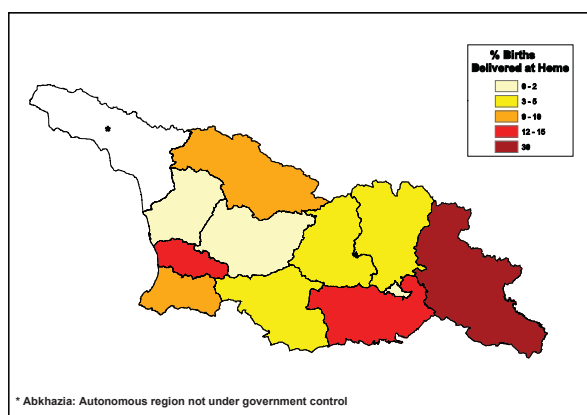 % Births
Delivered at Home
0 - 2
3 - 5
9 - 10
12 - 15
30
*
* Abkhazia: Autonomous region not under government control